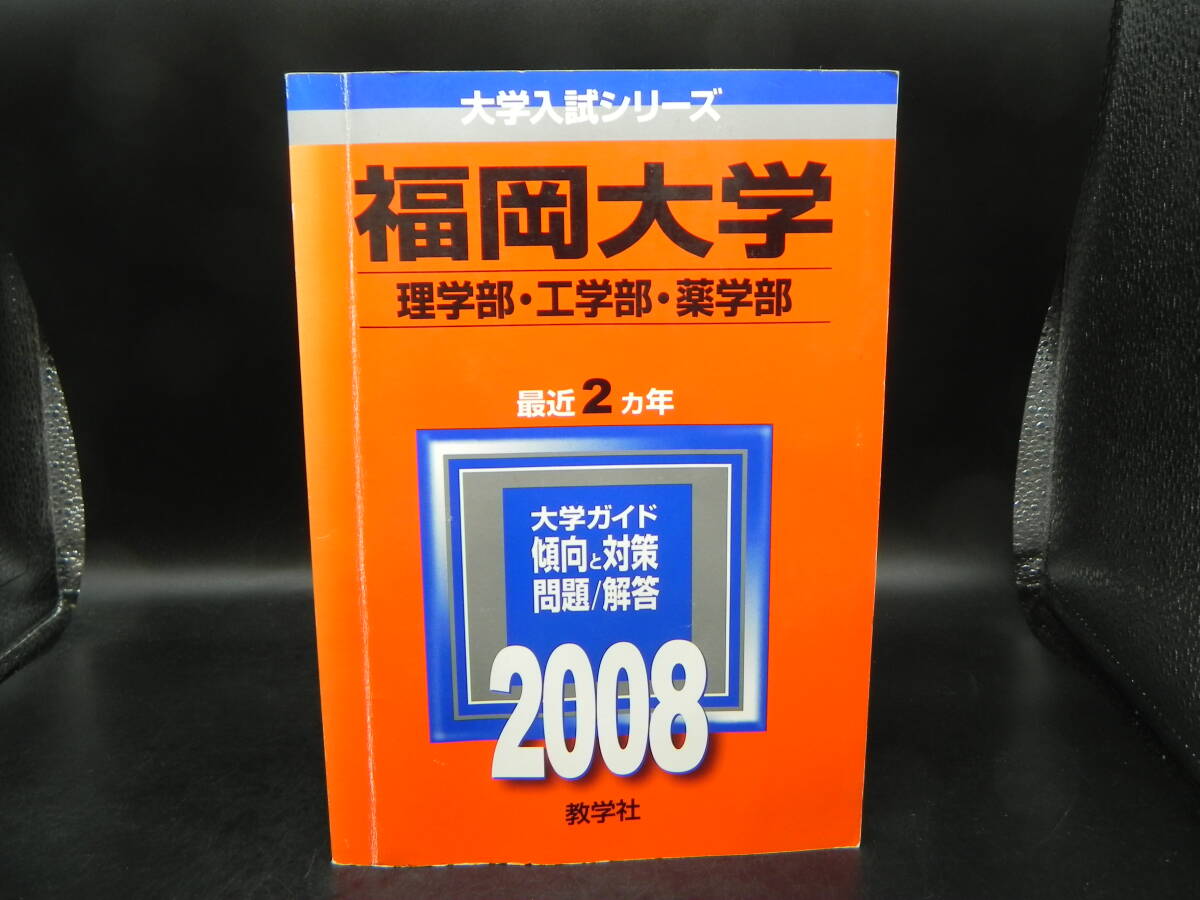 大学入試シリーズ
福岡大学
理学部・工学部・薬学部
最近2ヵ年
大学ガイド
傾向と対策
問題/解答
2008
教学社